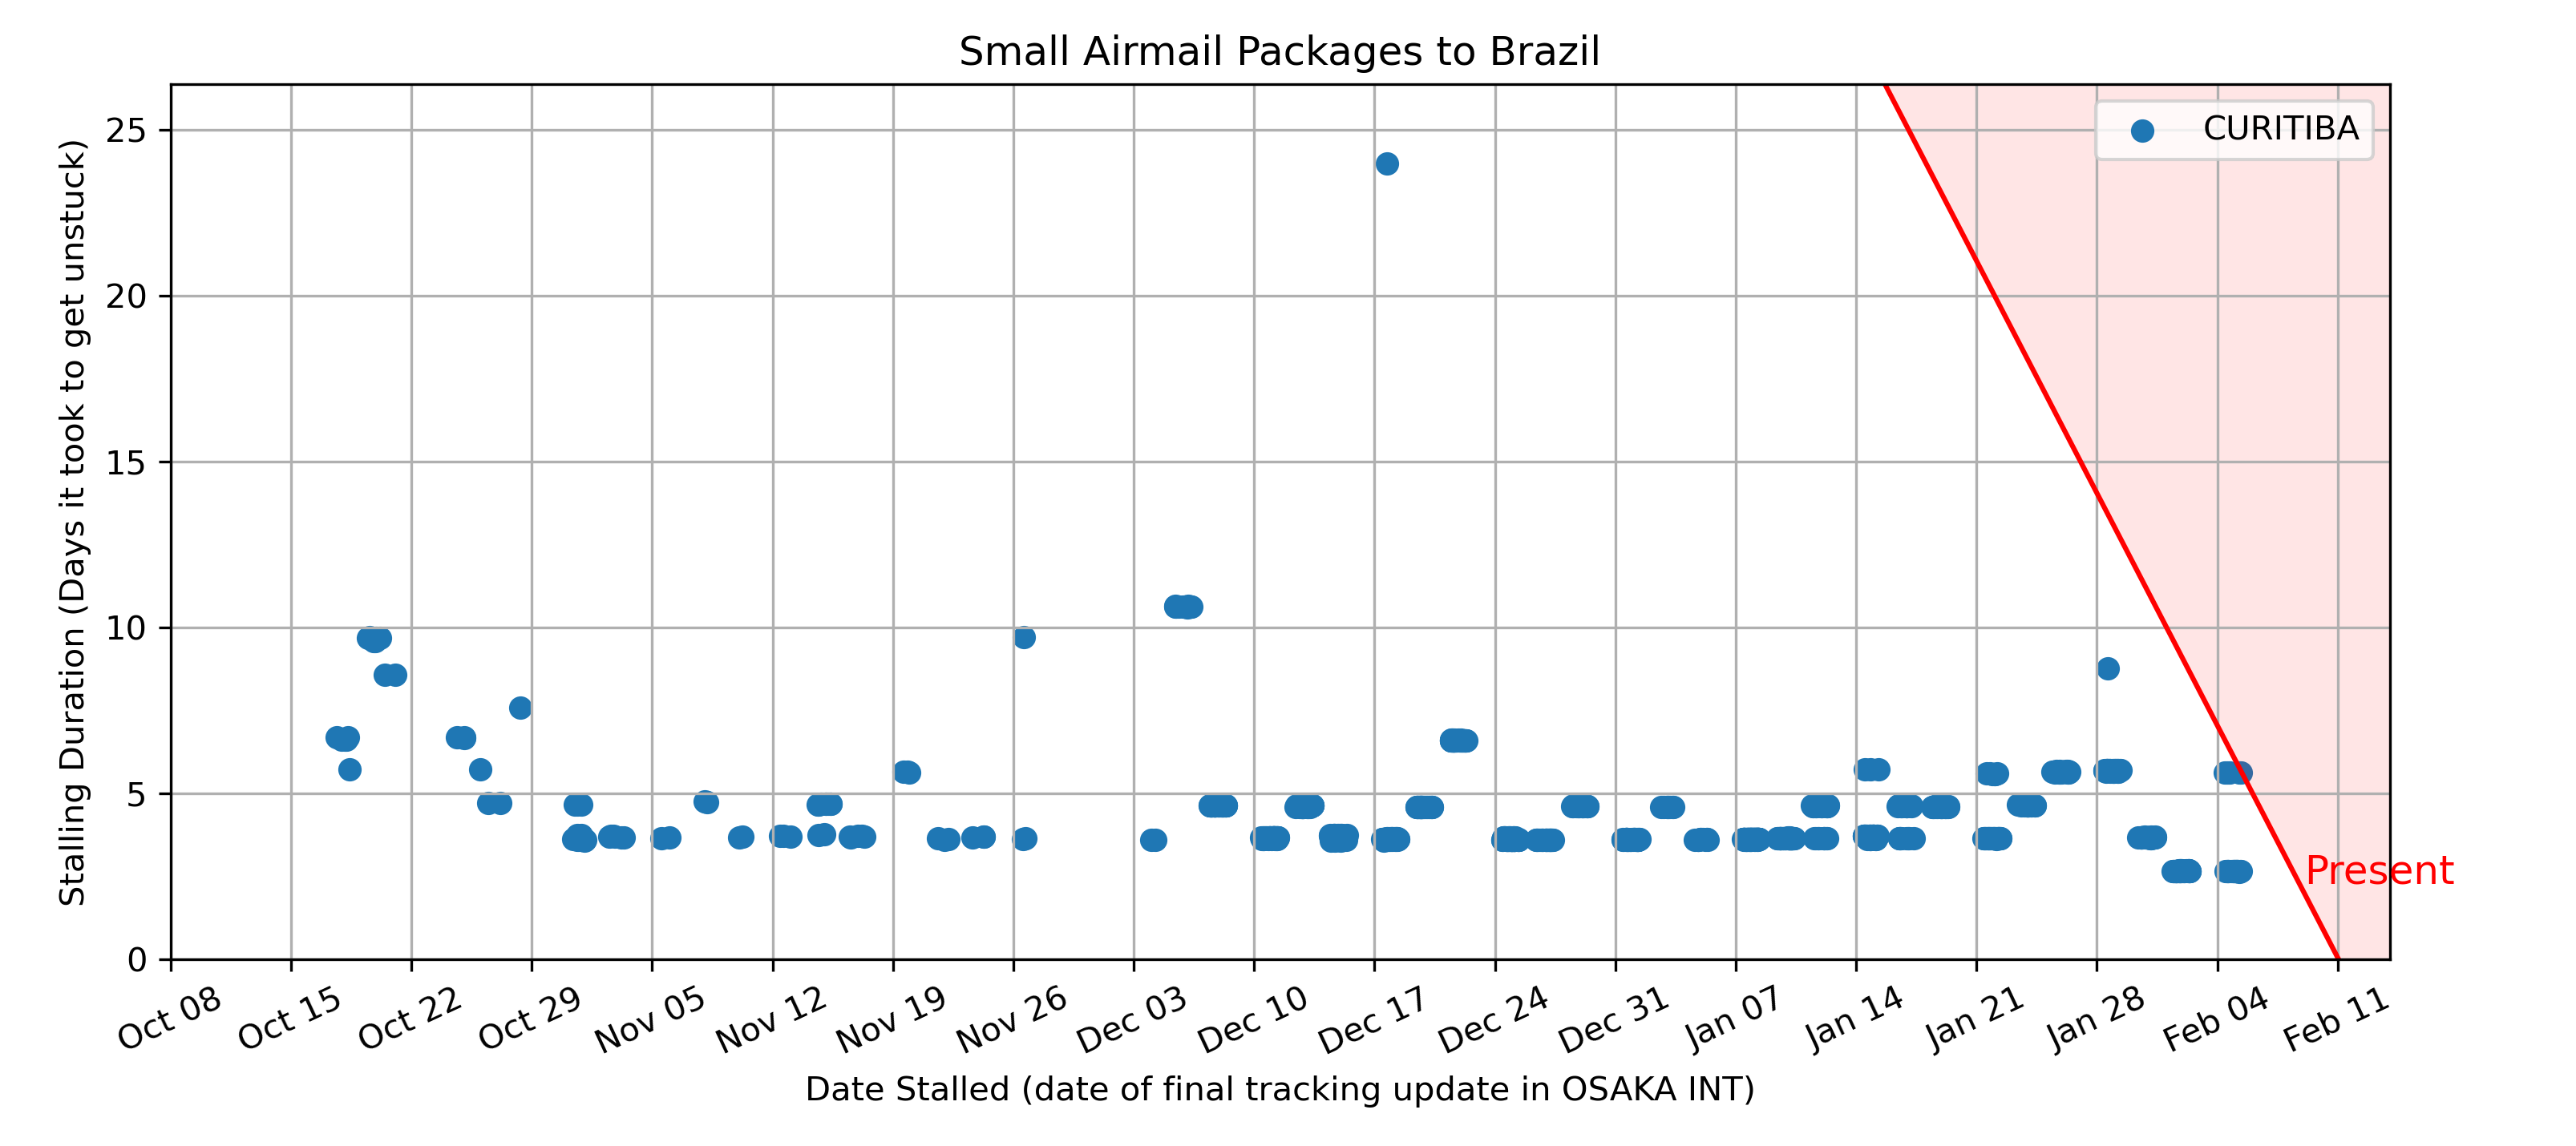 Small Airmail Packages to Brazil
CURITIBA
Stalling Duration (Days it took to get unstuck)
25
20
15
10
5
0
Present
Oct 08 Oct 15 Oct 22 Oct 29 Nov 05 Nov 12 Nov 19 Nov 26 Dec 03 Dec 10 Dec 17 Dec 24 Dec 31 Jan 07 Jan 14 Jan 21 Jan 28 Feb 04 Feb 11
Date Stalled (date of final tracking update in OSAKA INT)